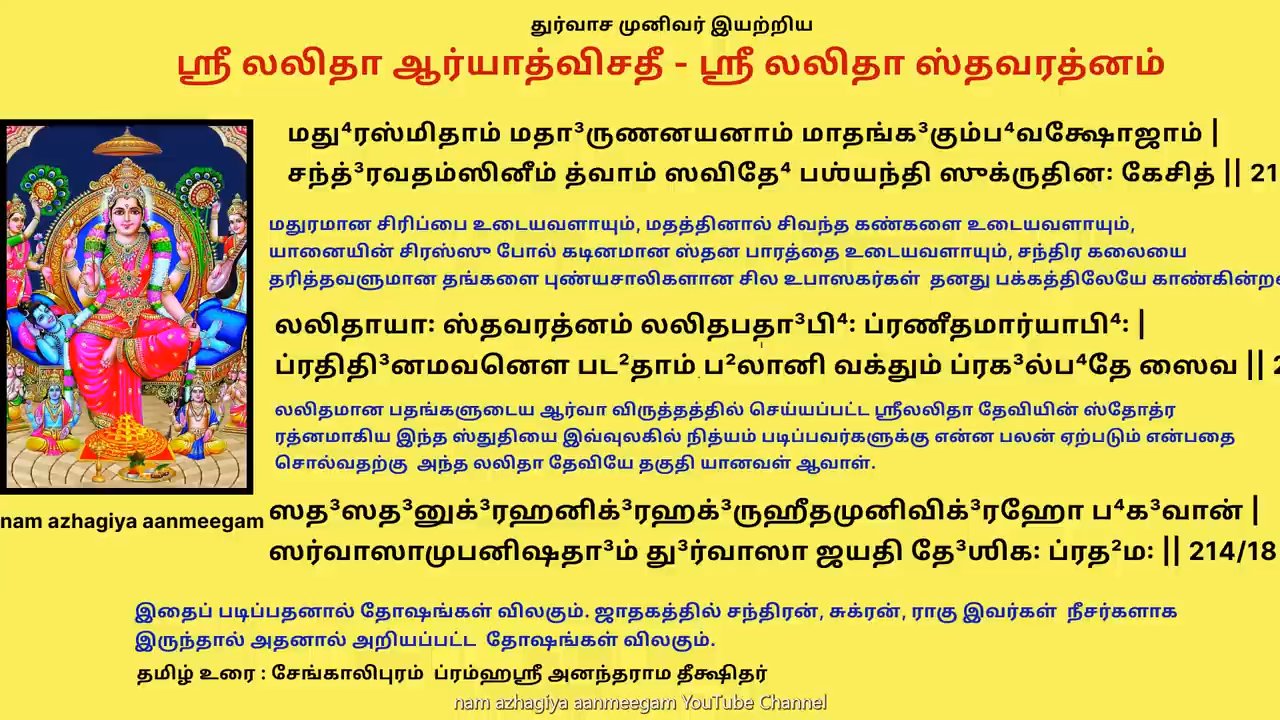 துர்வாச முனிவர் இயற்றிய
ஸ்ரீ லலிதா ஆர்யாத்விசதீ - ஸ்ரீ லலிதா ஸ்தவரத்னம்
மது⁴ரஸ்மிதாம் மதா³ருணனயனாம் மாதங்க³கும்ப⁴வக்ஷோஜாம் |
சந்த்³ரவதம்ஸினீம் த்வாம் ஸவிதே⁴ பஶ்யந்தி ஸுக்ருதின: கேசித் || 21
மதுரமான சிரிப்பை உடையவளாயும், மதத்தினால் சிவந்த கண்களை உடையவளாயும்,
யானையின் சிரஸ்ஸு போல் கடினமான ஸ்தன பாரத்தை உடையவளாயும், சந்திர கலையை
தரித்தவளுமான தங்களை புண்யசாலிகளான சில உபாஸகர்கள் தனது பக்கத்திலேயே
லலிதாயா: ஸ்தவரத்னம் லலிதபதா³பி⁴: ப்ரணீதமார்யாபி⁴: |
ப்ரதிதி³னமவனௌ பட²தாம் ப²லானி வக்தும் ப்ரக³ல்ப⁴தே ஸைவ || 2
லலிதமான பதங்களுடைய ஆர்வா விருத்தத்தில் செய்யப்பட்ட ஸ்ரீலலிதா தேவியின் ஸ்தோத்ர
ரத்னமாகிய இந்த ஸ்துதியை இவ்வுலகில் நித்யம் படிப்பவர்களுக்கு என்ன பலன் ஏற்படும் என்பதை
சொல்வதற்கு அந்த லலிதா தேவியே தகுதி யானவள் ஆவாள்.
ஸத³ஸத³னுக்³ரஹனிக்³ரஹக்³ருஹீதமுனிவிக்³ரஹோ ப⁴க³வான் |
ஸர்வாஸாமுபனிஷதா³ம் து³ர்வாஸா ஜயதி தே³ஶிக: ப்ரத²ம: || 214/18
nam azhagiya aanmeegam
இதைப் படிப்பதனால் தோஷங்கள் விலகும். ஜாதகத்தில் சந்திரன், சுக்ரன், ராகு இவர்கள் நீசர்களாக
இருந்தால் அதனால் அறியப்பட்ட தோஷங்கள் விலகும்.
தமிழ் உரை : சேங்காலிபுரம் ப்ரம்ஹஸ்ரீ அனந்தராம தீக்ஷிதர்
nam azhagiya aanmeegam YouTube Channel